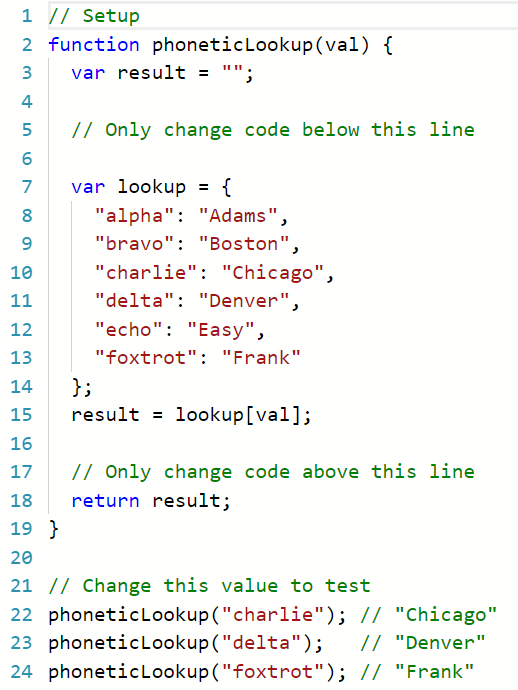 1 // Setup
2 function phoneticLookup(val) {
3   var result = "";
4
5   // Only change code below this line
6
7   var lookup = {
8     "alpha": "Adams",
9     "bravo": "Boston",
10     "charlie": "Chicago",
11     "delta": "Denver",
12     "echo": "Easy",
13     "foxtrot": "Frank"
14   };
15   result = lookup[val];
16
17   // Only change code above this line
18   return result;
19 }
20
21 // Change this value to test
22 phoneticLookup("charlie"); // "Chicago"
23 phoneticLookup("delta");   // "Denver"
24 phoneticLookup("foxtrot"); // "Frank"